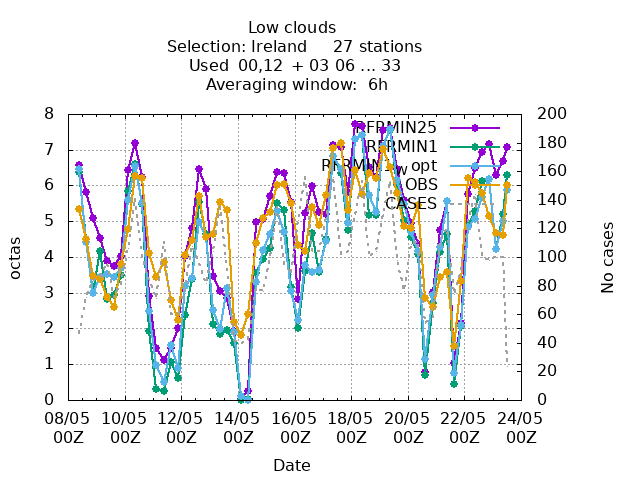 Low clouds
Selection: Ireland 27 stations
Used 00,12 + 03 06 ... 33
Averaging window: 6h
8 200
RFRMIN25
7 180
RFRMIN1
RFRMIN1_w_opt
6 160
OBS
5 140
CASES
4 120
3 100
2 80
1 60
0 40
20
0
octas
No cases
08/05 10/05 12/05 14/05 16/05 18/05 20/05 22/05 25/05
00Z 00Z 00Z 00Z 00Z 00Z 00Z 00Z 00Z
Date